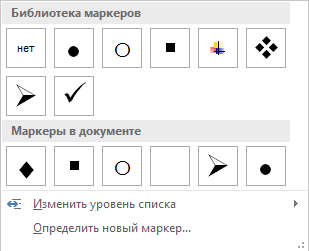 Библиотека маркеров
нет
Маркеры в документе
Изменить уровень списка
Определить новый маркер...